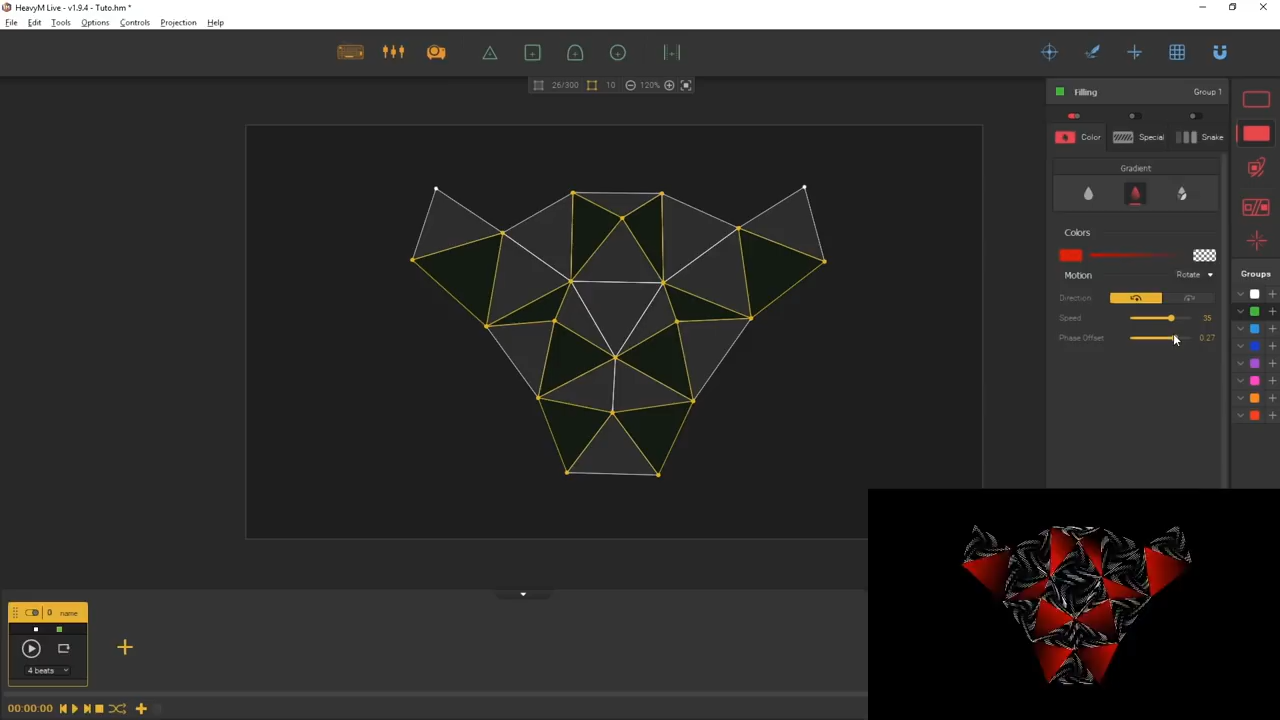 HeavyM Live - v1.9.4 - Tuto.hm *
File Edit Tools Options Controls Projection Help
26/300 10 120%
Filling Group 1
Color Special Snake
Gradient
Colors
Motion Rotate
Direction
Speed 35
Phase Offset 0.27
Groups
0 name
4 beats
00:00:00